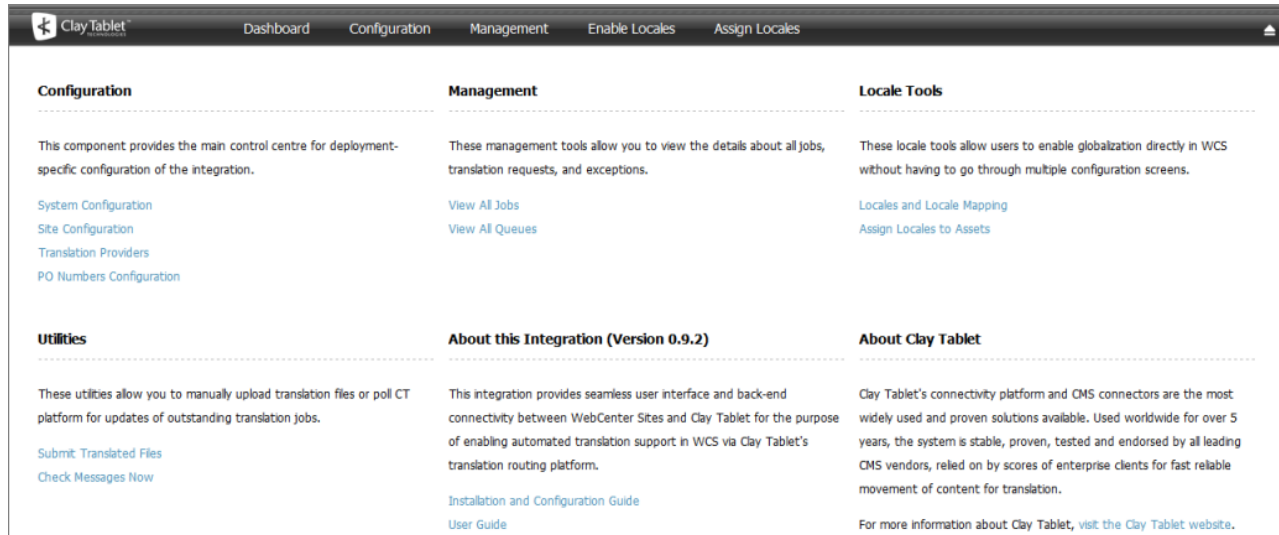 Clay Tablet™
TECHNOLOGIES
Dashboard Configuration Management Enable Locales Assign Locales
Configuration
This component provides the main control centre for deployment-
specific configuration of the integration.
System Configuration
Site Configuration
Translation Providers
PO Numbers Configuration
Management
These management tools allow you to view the details about all jobs,
translation requests, and exceptions.
View All Jobs
View All Queues
Locale Tools
These locale tools allow users to enable globalization directly in WCS
without having to go through multiple configuration screens.
Locales and Locale Mapping
Assign Locales to Assets
Utilities
These utilities allow you to manually upload translation files or poll CT
platform for updates of outstanding translation jobs.
Submit Translated Files
Check Messages Now
About this Integration (Version 0.9.2)
This integration provides seamless user interface and back-end
connectivity between WebCenter Sites and Clay Tablet for the purpose
of enabling automated translation support in WCS via Clay Tablet's
translation routing platform.
Installation and Configuration Guide
User Guide
About Clay Tablet
Clay Tablet's connectivity platform and CMS connectors are the most
widely used and proven solutions available. Used worldwide for over 5
years, the system is stable, proven, tested and endorsed by all leading
CMS vendors, relied on by scores of enterprise clients for fast reliable
movement of content for translation.
For more information about Clay Tablet, visit the Clay Tablet website.